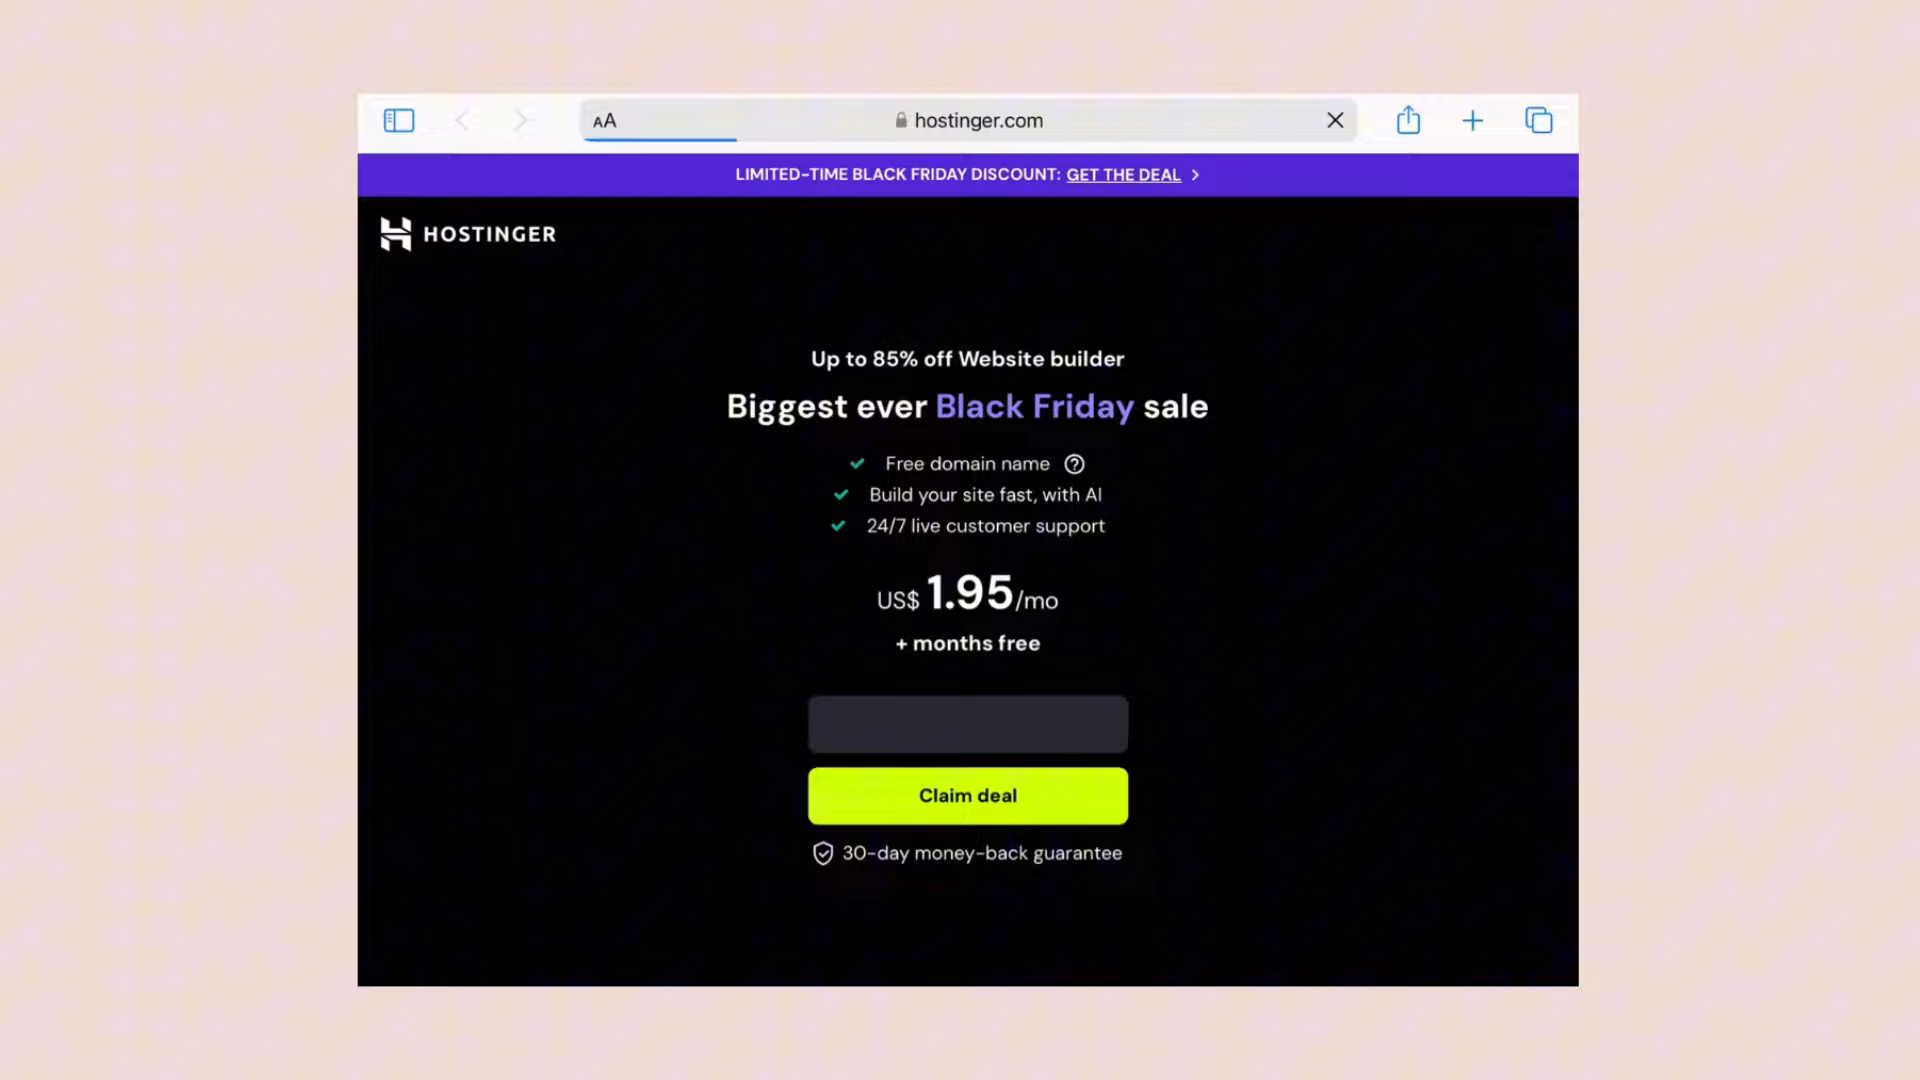 AA
hostinger.com
LIMITED-TIME BLACK FRIDAY DISCOUNT: GET THE DEAL
HOSTINGER
Up to 85% off Website builder
Biggest ever Black Friday sale
Free domain name
Build your site fast, with AI
24/7 live customer support
US$ 1.95/mo
+ months free
Claim deal
30-day money-back guarantee